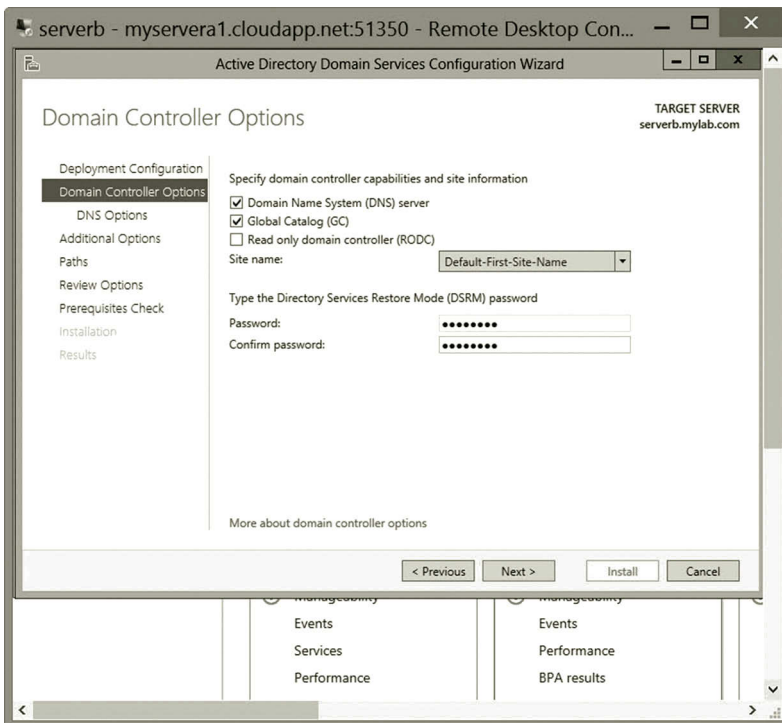 serverb - myservera1.cloudapp.net:51350 - Remote Desktop Con...
Active Directory Domain Services Configuration Wizard
Domain Controller Options
TARGET SERVER
serverb.mylab.com
Deployment Configuration
Domain Controller Options
DNS Options
Additional Options
Paths
Review Options
Prerequisites Check
Installation
Results
Specify domain controller capabilities and site information
Domain Name System (DNS) server
Global Catalog (GC)
Read only domain controller (RODC)
Site name: Default-First-Site-Name
Type the Directory Services Restore Mode (DSRM) password
Password: ●●●●●●●●
Confirm password: ●●●●●●●●
More about domain controller options
< Previous Next > Install Cancel
Manageability Manageability
Events Events
Services Performance
Performance BPA results